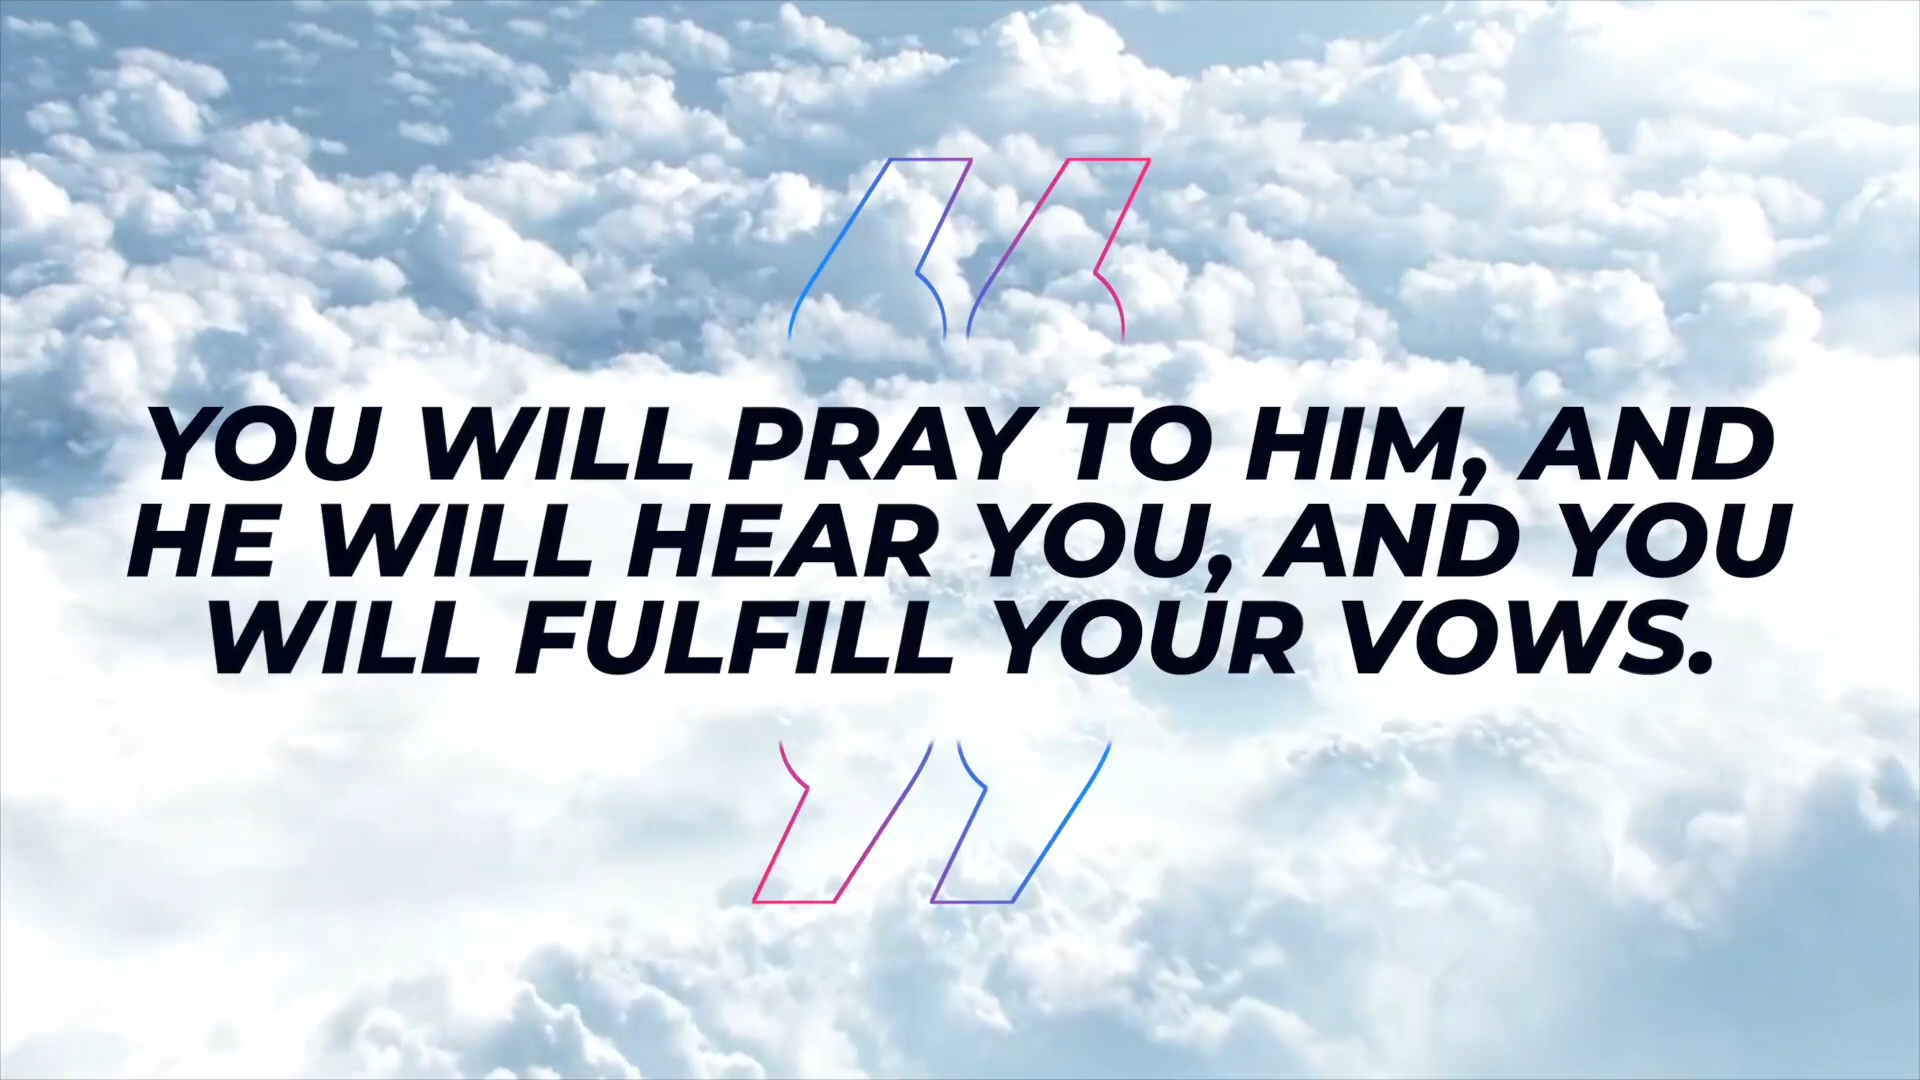 YOU WILL PRAY TO HIM, AND
HE WILL HEAR YOU, AND YOU
WILL FULFILL YOUR VOWS.